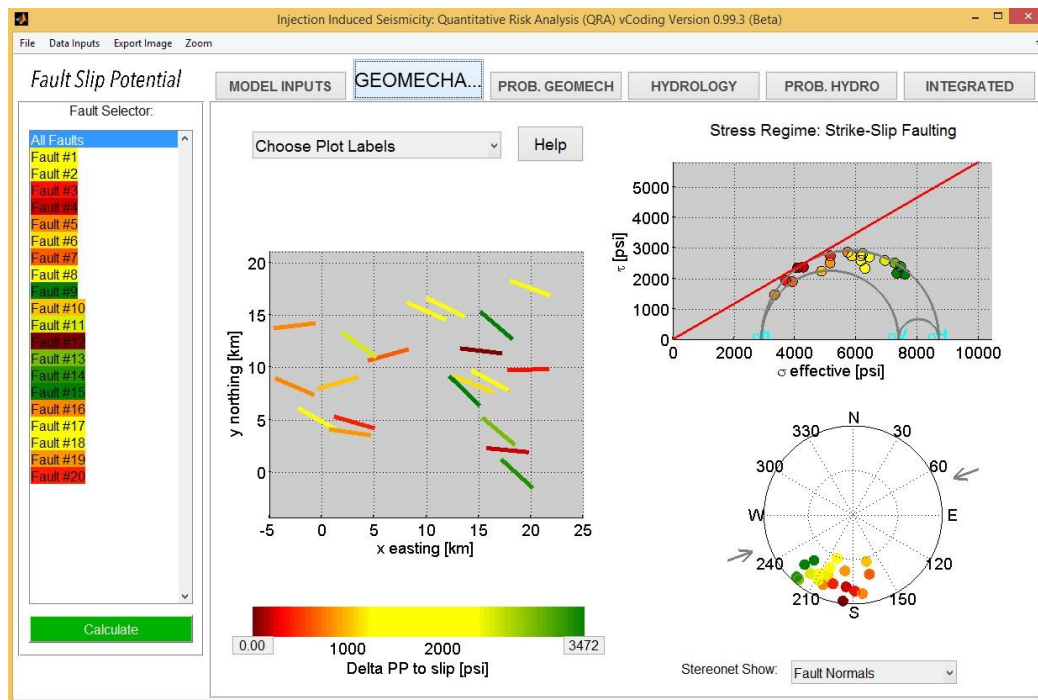 Injection Induced Seismicity: Quantitative Risk Analysis (QRA) vCoding Version 0.99.3 (Beta)
File Data Inputs Export Image Zoom
Fault Slip Potential
MODEL INPUTS GEOMECHA... PROB. GEOMECH HYDROLOGY PROB. HYDRO INTEGRATED
Fault Selector:
All Faults
Fault #1
Fault #2
Fault #3
Fault #4
Fault #5
Fault #6
Fault #7
Fault #8
Fault #9
Fault #10
Fault #11
Fault #12
Fault #13
Fault #14
Fault #15
Fault #16
Fault #17
Fault #18
Fault #19
Fault #20
Calculate
Choose Plot Labels Help
20
15
10
5
0
y northing [km]
-5 0 5 10 15 20 25
x easting [km]
0.00 1000 2000 3472
Delta PP to slip [psi]
Stress Regime: Strike-Slip Faulting
5000
4000
3000
2000
1000
0
τ [psi]
0 2000 4000 6000 8000 10000
σ effective [psi]
N
330 30
300 60
W E
240 120
210 150
S
Stereonet Show: Fault Normals